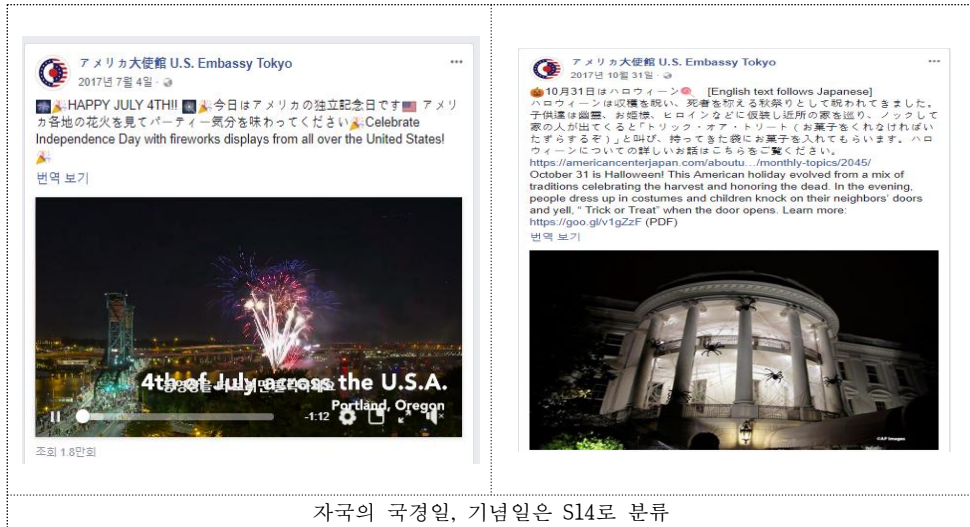 アメリカ大使館 U.S. Embassy Tokyo
2017년 7월 4일
HAPPY JULY 4TH!! 今日はアメリカの独立記念日です アメリ
カ各地の花火を見てパーティー気分を味わってください Celebrate
Independence Day with fireworks displays from all over the United States!
번역 보기
4th of July across the U.S.A.
Portland, Oregon
-1:12
조회 1.8만회
アメリカ大使館 U.S. Embassy Tokyo
2017년 10월 31일
10月31日はハロウィーン [English text follows Japanese]
ハロウィーンは収穫を祝い、死者を称える秋祭りとして祝われてきました。
子供達は幽霊、お姫様、ヒロインなどに仮装し近所の家を巡り、ノックして
家の人が出てくると「トリック・オア・トリート（お菓子をくれなければい
たずらするぞ）」と叫び、持ってきた袋にお菓子を入れてもらいます。ハロ
ウィーンについての詳しいお話はこちらをご覧ください。
https://americancenterjapan.com/aboutu…/monthly-topics/2045/
October 31 is Halloween! This American holiday evolved from a mix of
traditions celebrating the harvest and honoring the dead. In the evening,
people dress up in costumes and children knock on their neighbors' doors
and yell, " Trick or Treat" when the door opens. Learn more:
https://goo.gl/v1gZzF (PDF)
번역 보기
©AP Images
자국의 국경일, 기념일은 S14로 분류